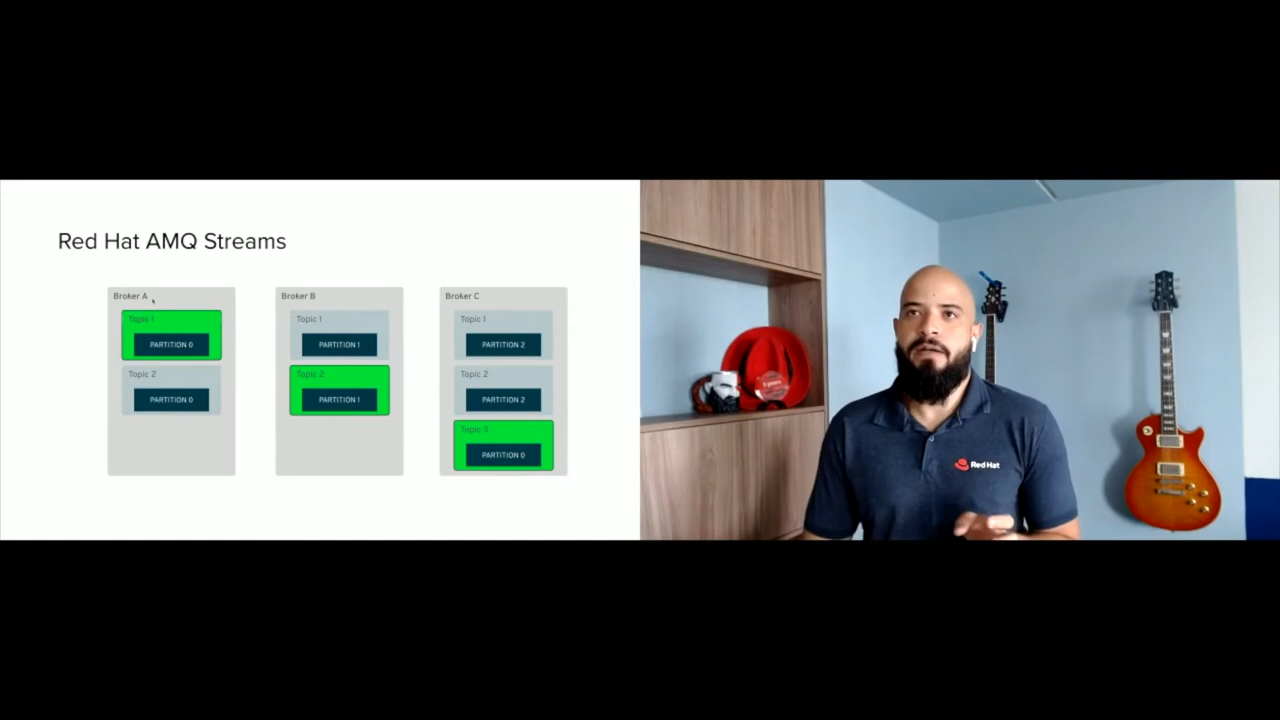 Red Hat AMQ Streams
Broker A
Topic 1
PARTITION 0
Topic 2
PARTITION 0
Broker B
Topic 1
PARTITION 1
Topic 2
PARTITION 1
Broker C
Topic 1
PARTITION 2
Topic 2
PARTITION 2
Topic 3
PARTITION 0
Red Hat